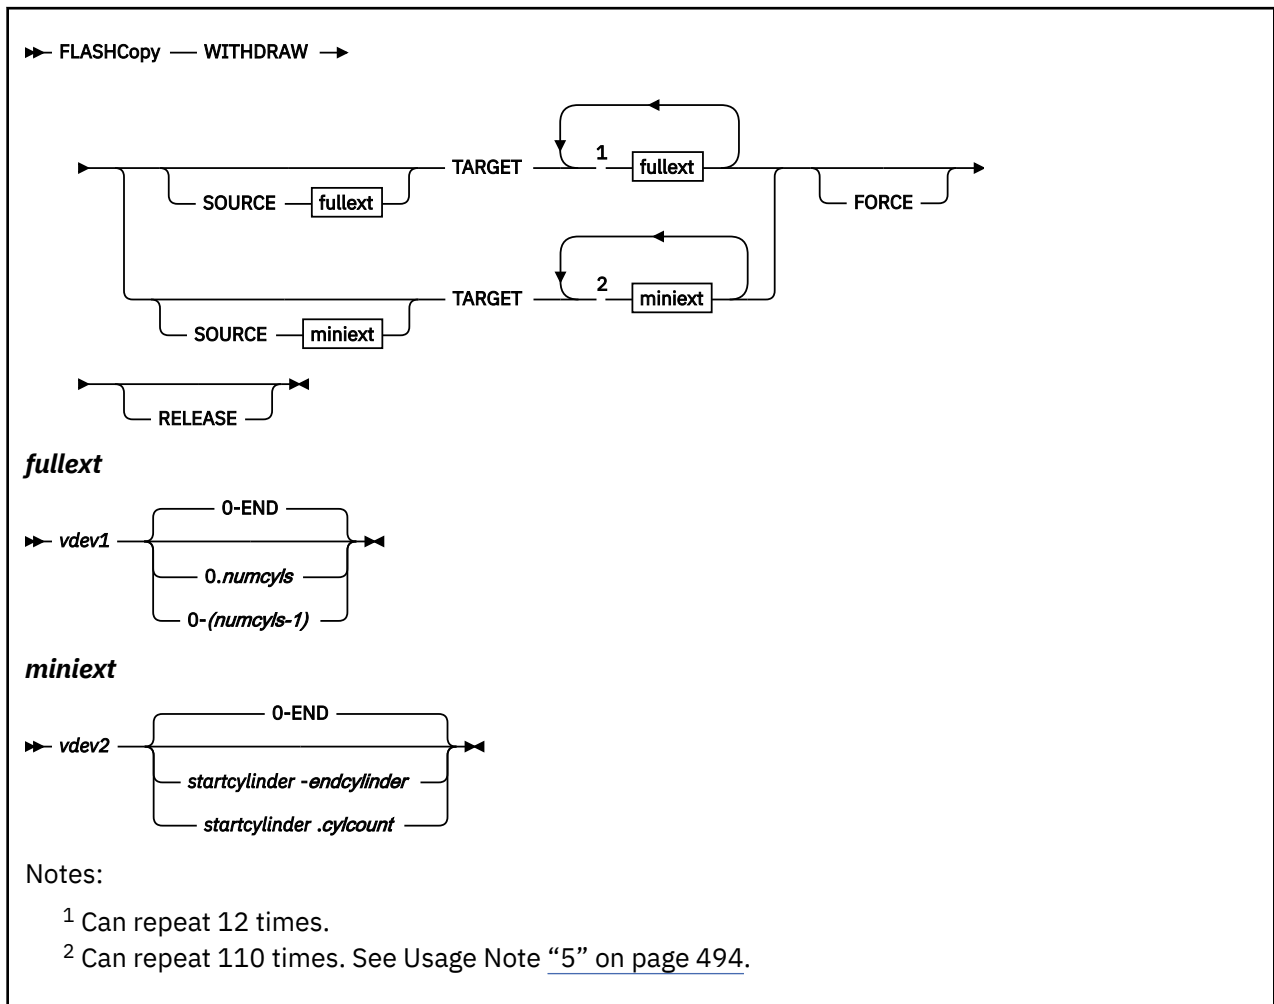 FLASHCopy WITHDRAW
1
TARGET fullext
SOURCE fullext
FORCE
2
TARGET miniext
SOURCE miniext
RELEASE
fullext
0-END
vdev1
0.numcyls
0-(numcyls-1)
miniext
0-END
vdev2
startcylinder -endcylinder
startcylinder .cylcount
Notes:
1 Can repeat 12 times.
2 Can repeat 110 times. See Usage Note “5” on page 494.